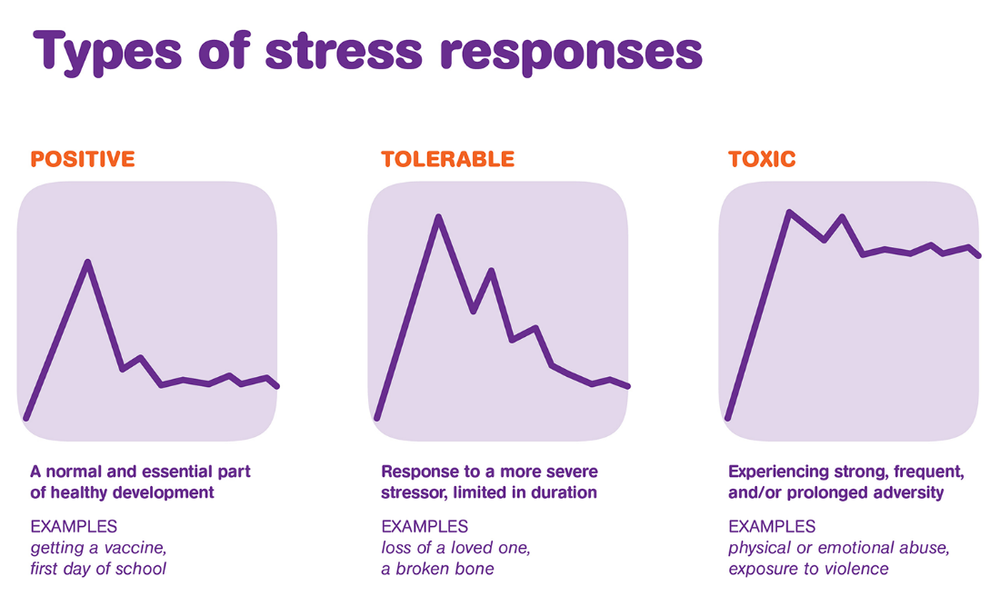 Types of stress responses
POSITIVE
A normal and essential part
of healthy development
EXAMPLES
getting a vaccine,
first day of school
TOLERABLE
Response to a more severe
stressor, limited in duration
EXAMPLES
loss of a loved one,
a broken bone
TOXIC
Experiencing strong, frequent,
and/or prolonged adversity
EXAMPLES
physical or emotional abuse,
exposure to violence